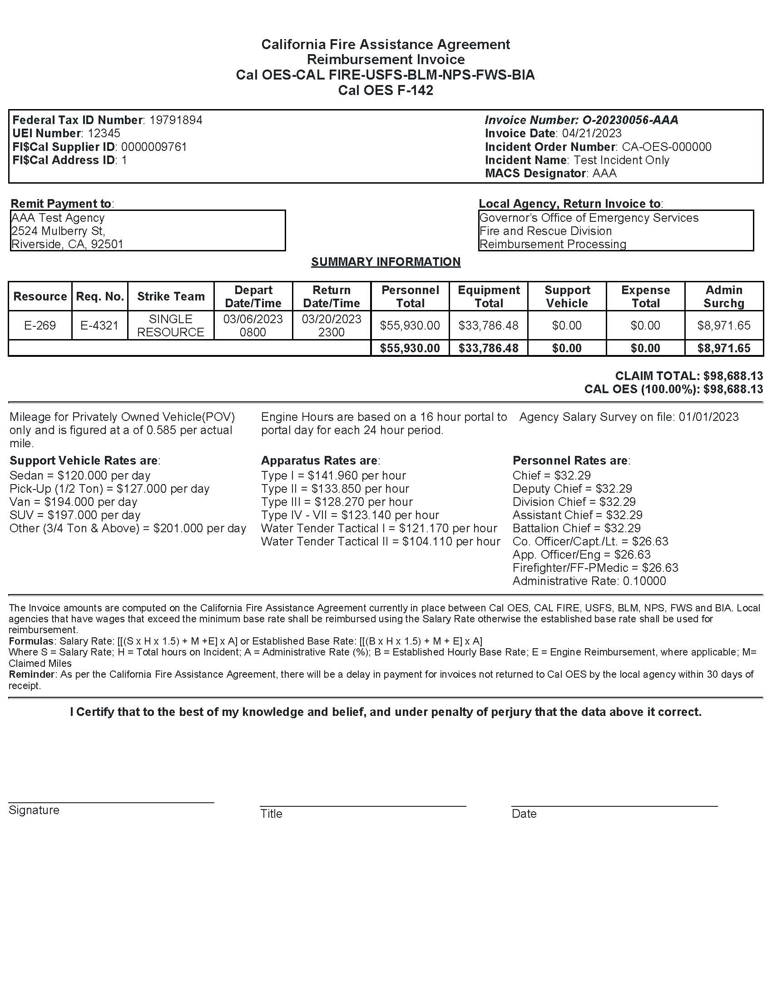 California Fire Assistance Agreement
Reimbursement Invoice
Cal OES-CAL FIRE-USFS-BLM-NPS-FWS-BIA
Cal OES F-142
Federal Tax ID Number: 19791894
UEI Number: 12345
FI$Cal Supplier ID: 0000009761
FI$Cal Address ID: 1
Invoice Number: O-20230056-AAA
Invoice Date: 04/21/2023
Incident Order Number: CA-OES-000000
Incident Name: Test Incident Only
MACS Designator: AAA
Remit Payment to:
AAA Test Agency
2524 Mulberry St,
Riverside, CA, 92501
Local Agency, Return Invoice to:
Governor's Office of Emergency Services
Fire and Rescue Division
Reimbursement Processing
SUMMARY INFORMATION
Resource Req. No. Strike Team Depart Date/Time Return Date/Time Personnel Total Equipment Total Support Vehicle Expense Total Admin Surchg
E-269 E-4321 SINGLE RESOURCE 03/06/2023 0800 03/20/2023 2300 $55,930.00 $33,786.48 $0.00 $0.00 $8,971.65
$55,930.00 $33,786.48 $0.00 $0.00 $8,971.65
CLAIM TOTAL: $98,688.13
CAL OES (100.00%): $98,688.13
Mileage for Privately Owned Vehicle(POV)
only and is figured at a of 0.585 per actual
mile.
Engine Hours are based on a 16 hour portal to
portal day for each 24 hour period.
Agency Salary Survey on file: 01/01/2023
Support Vehicle Rates are:
Sedan = $120.000 per day
Pick-Up (1/2 Ton) = $127.000 per day
Van = $194.000 per day
SUV = $197.000 per day
Other (3/4 Ton & Above) = $201.000 per day
Apparatus Rates are:
Type I = $141.960 per hour
Type II = $133.850 per hour
Type III = $128.270 per hour
Type IV - VII = $123.140 per hour
Water Tender Tactical I = $121.170 per hour
Water Tender Tactical II = $104.110 per hour
Personnel Rates are:
Chief = $32.29
Deputy Chief = $32.29
Division Chief = $32.29
Assistant Chief = $32.29
Battalion Chief = $32.29
Co. Officer/Capt./Lt. = $26.63
App. Officer/Eng = $26.63
Firefighter/FF-PMedic = $26.63
Administrative Rate: 0.10000
The Invoice amounts are computed on the California Fire Assistance Agreement currently in place between Cal OES, CAL FIRE, USFS, BLM, NPS, FWS and BIA. Local
agencies that have wages that exceed the minimum base rate shall be reimbursed using the Salary Rate otherwise the established base rate shall be used for
reimbursement.
Formulas: Salary Rate: [[(S x H x 1.5) + M +E] x A] or Established Base Rate: [[(B x H x 1.5) + M + E] x A]
Where S = Salary Rate; H = Total hours on Incident; A = Administrative Rate (%); B = Established Hourly Base Rate; E = Engine Reimbursement, where applicable; M=
Claimed Miles
Reminder: As per the California Fire Assistance Agreement, there will be a delay in payment for invoices not returned to Cal OES by the local agency within 30 days of
receipt.
I Certify that to the best of my knowledge and belief, and under penalty of perjury that the data above it correct.
Signature
Title
Date